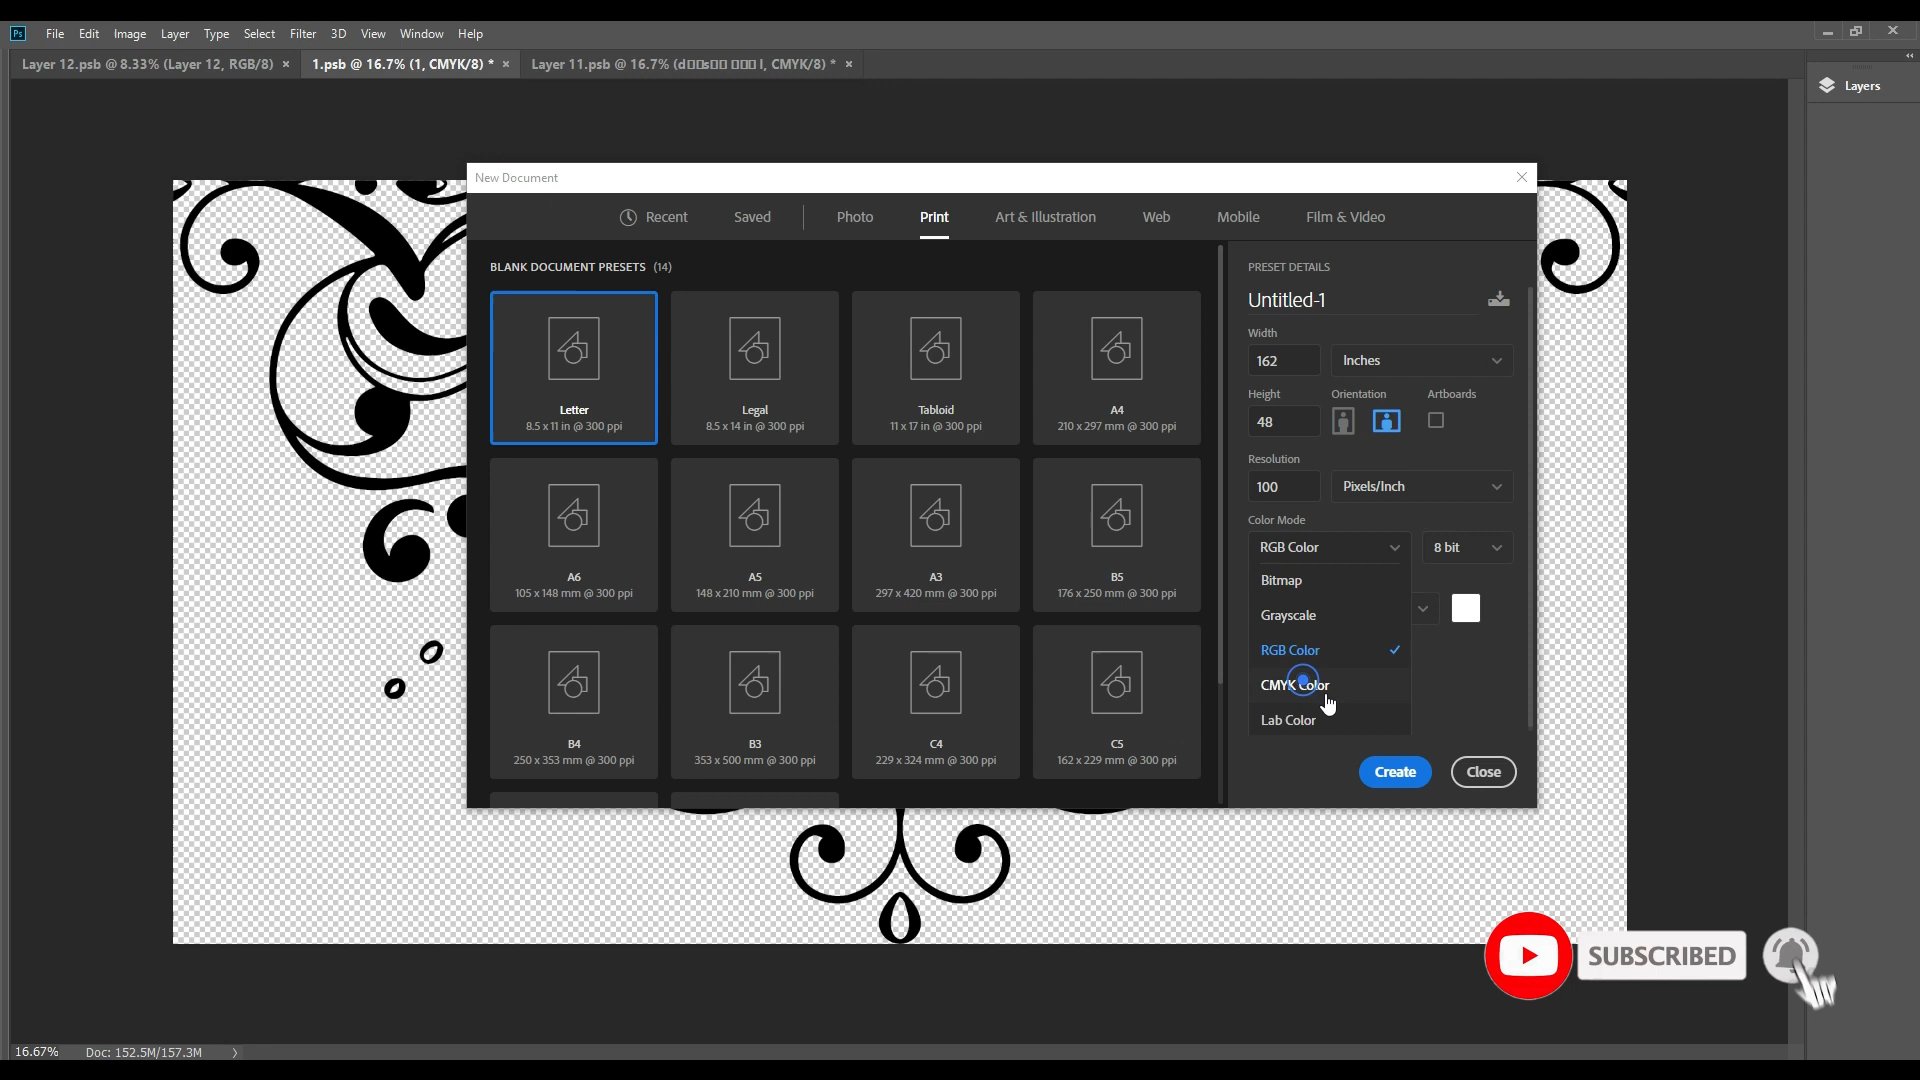 Ps File Edit Image Layer Type Select Filter 3D View Window Help
Layer 12.psb @ 8.33% (Layer 12, RGB/8) × 1.psb @ 16.7% (1, CMYK/8) * × Layer 11.psb @ 16.7% (d□□s□□ □□□ l, CMYK/8) * ×
Layers
New Document
Recent Saved Photo Print Art & Illustration Web Mobile Film & Video
BLANK DOCUMENT PRESETS (14)
Letter
8.5 x 11 in @ 300 ppi
Legal
8.5 x 14 in @ 300 ppi
Tabloid
11 x 17 in @ 300 ppi
A4
210 x 297 mm @ 300 ppi
A6
105 x 148 mm @ 300 ppi
A5
148 x 210 mm @ 300 ppi
A3
297 x 420 mm @ 300 ppi
B5
176 x 250 mm @ 300 ppi
B4
250 x 353 mm @ 300 ppi
B3
353 x 500 mm @ 300 ppi
C4
229 x 324 mm @ 300 ppi
C5
162 x 229 mm @ 300 ppi
PRESET DETAILS
Untitled-1
Width
162 Inches
Height Orientation Artboards
48
Resolution
100 Pixels/Inch
Color Mode
RGB Color 8 bit
Bitmap
Grayscale
RGB Color
CMYK Color
Lab Color
Create Close
SUBSCRIBED
16.67% Doc: 152.5M/157.3M